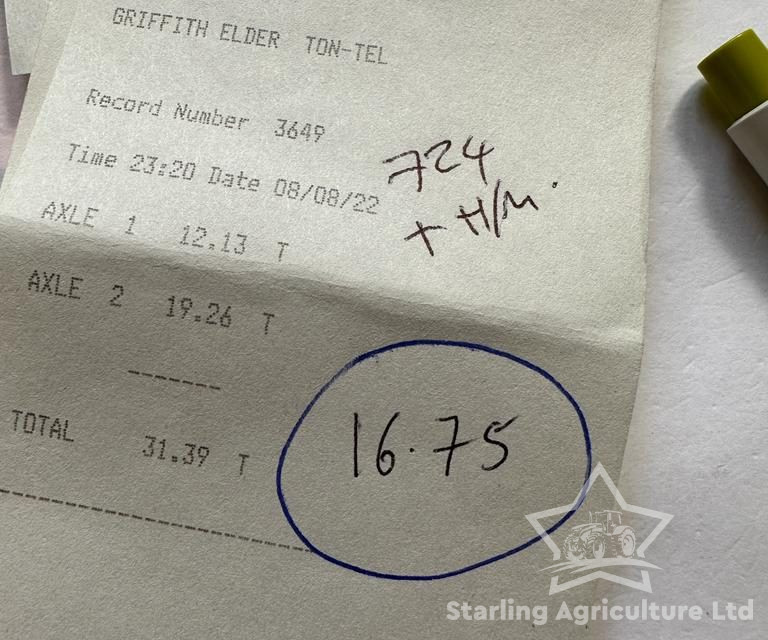 GRIFFITH ELDER TON-TEL
Record Number 3649
Time 23:20 Date 08/08/22
724
+ H/M.
AXLE 1 12.13 T
AXLE 2 19.26 T
-------
TOTAL 31.39 T
16.75
Starling Agriculture Ltd